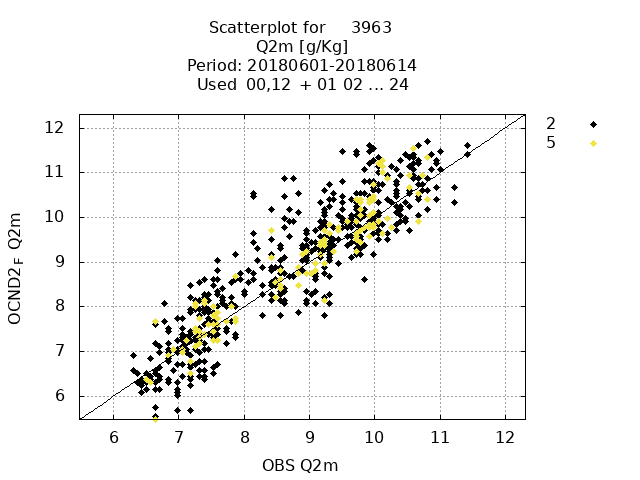 Scatterplot for 3963
Q2m [g/Kg]
Period: 20180601-20180614
Used 00,12 + 01 02 ... 24
2
5
12
11
10
9
8
7
6
OCND2_F Q2m
6 7 8 9 10 11 12
OBS Q2m